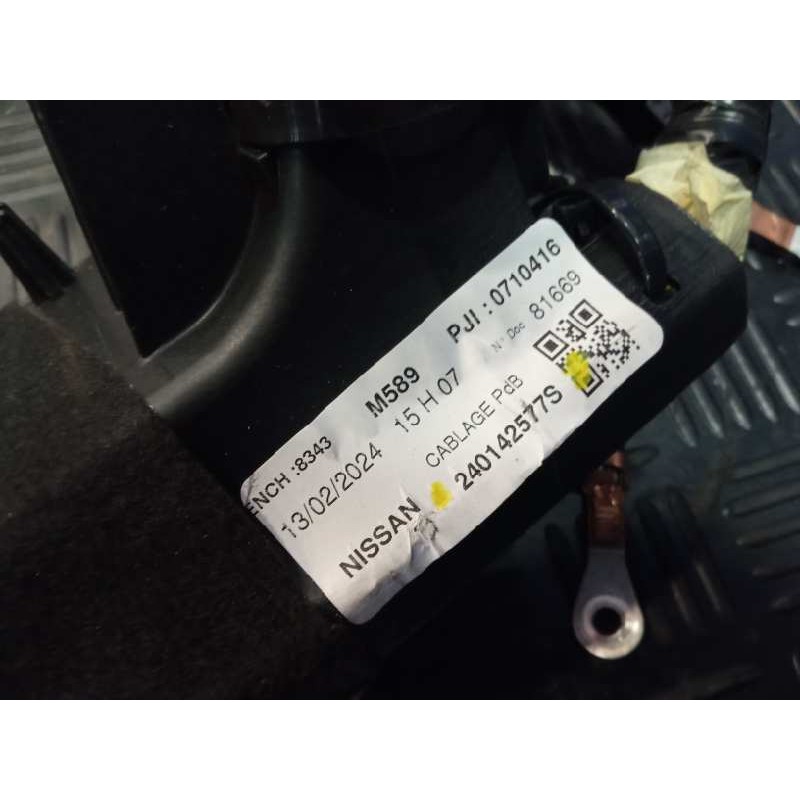 ENCH :8343 M589 PJI : 0710416
13/02/2024 15 H 07 N° Doc 81669
CABLAGE PdB
NISSAN 240142577S